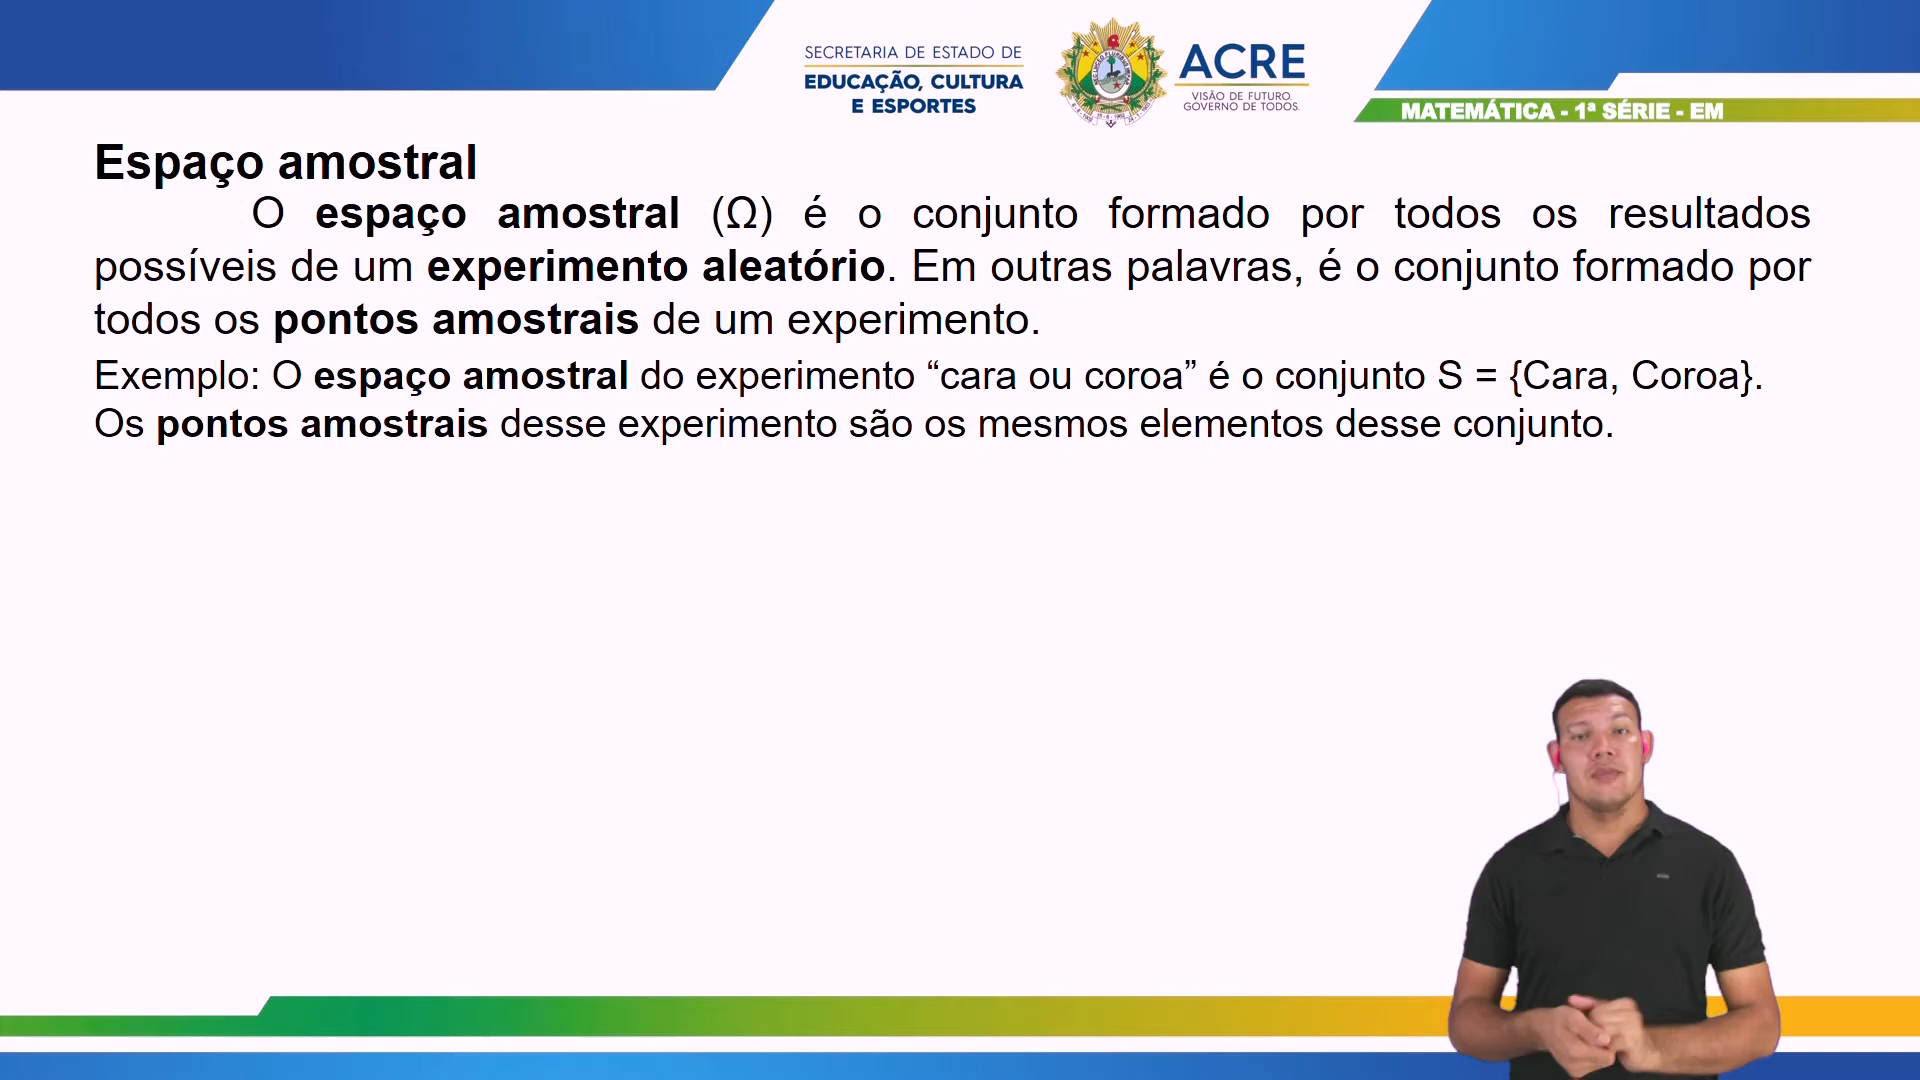 SECRETARIA DE ESTADO DE
EDUCAÇÃO, CULTURA
E ESPORTES
ACRE
VISÃO DE FUTURO.
GOVERNO DE TODOS.
MATEMÁTICA - 1ª SÉRIE - EM
Espaço amostral
O espaço amostral (Ω) é o conjunto formado por todos os resultados
possíveis de um experimento aleatório. Em outras palavras, é o conjunto formado por
todos os pontos amostrais de um experimento.
Exemplo: O espaço amostral do experimento “cara ou coroa” é o conjunto S = {Cara, Coroa}.
Os pontos amostrais desse experimento são os mesmos elementos desse conjunto.